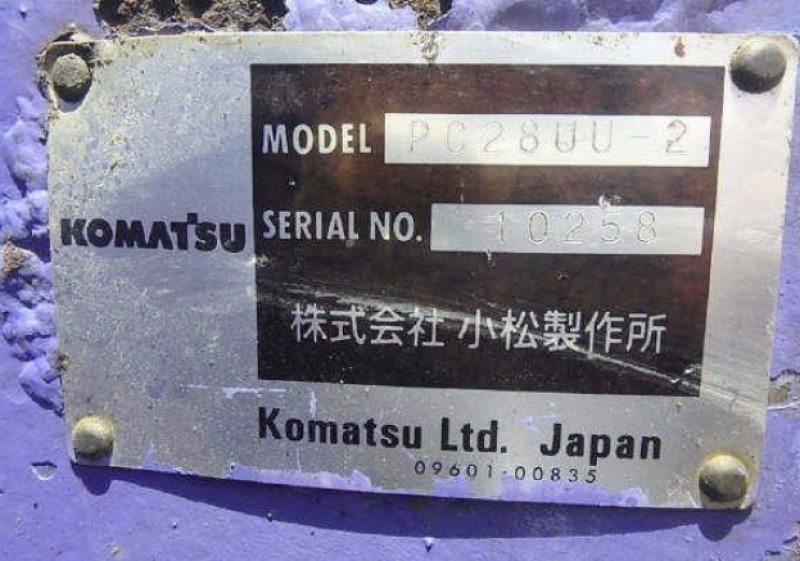 MODEL PC28UU-2
KOMATSU
SERIAL NO. 10258
株式会社 小松製作所
Komatsu Ltd. Japan
09601-00835